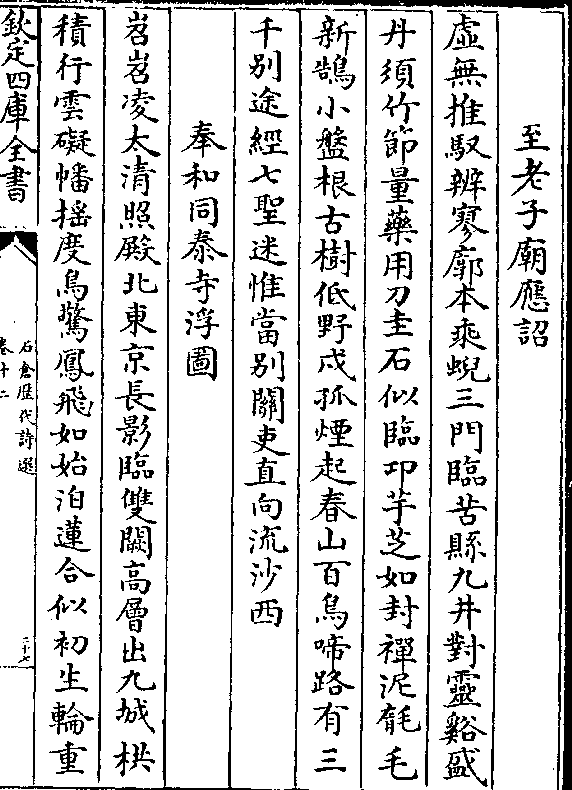 至老子廟應詔
虛無推馭辨寥廓本乘蜺三門臨苦縣九井對靈谿盛
丹須竹節量藥用刀圭石似臨卭芋芝如封禪泥毻毛
新鵠小盤根古樹低野戍孤煙起春山百鳥啼路有三
千別途經七聖迷惟當別關吏直向流沙西
奉和同泰寺浮圖
岧岧凌太清照殿北東京長影臨雙闕高層出九城栱
積行雲礙幡揺度鳥驚鳳飛如始泊蓮合似初生輪重
欽定四庫全書
石倉歴代詩選
卷十二
三十七